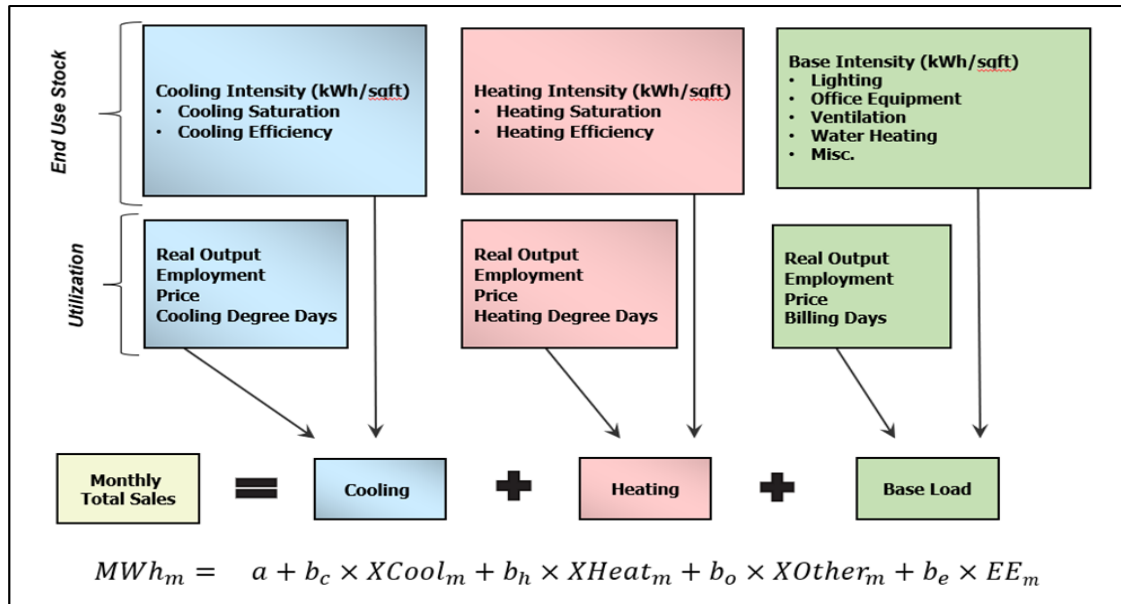 End Use Stock
Cooling Intensity (kWh/sqft)
• Cooling Saturation
• Cooling Efficiency
Heating Intensity (kWh/sqft)
• Heating Saturation
• Heating Efficiency
Base Intensity (kWh/sqft)
• Lighting
• Office Equipment
• Ventilation
• Water Heating
• Misc.
Utilization
Real Output
Employment
Price
Cooling Degree Days
Real Output
Employment
Price
Heating Degree Days
Real Output
Employment
Price
Billing Days
Monthly
Total Sales
=
Cooling
+
Heating
+
Base Load
MWh_m = a + b_c × XCool_m + b_h × XHeat_m + b_o × XOther_m + b_e × EE_m